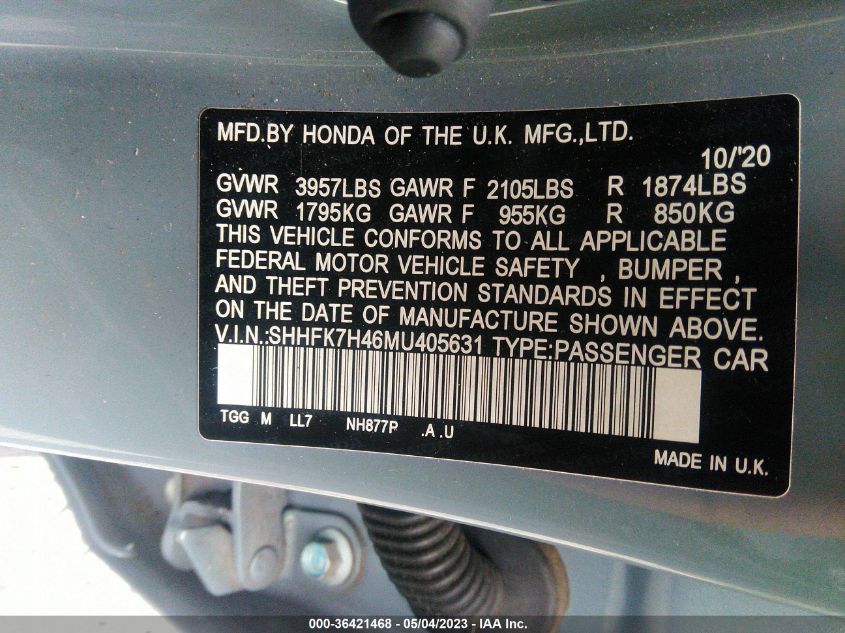 MFD.BY HONDA OF THE U.K. MFG.,LTD.
10/'20
GVWR 3957LBS GAWR F 2105LBS R 1874LBS
GVWR 1795KG GAWR F 955KG R 850KG
THIS VEHICLE CONFORMS TO ALL APPLICABLE
FEDERAL MOTOR VEHICLE SAFETY , BUMPER ,
AND THEFT PREVENTION STANDARDS IN EFFECT
ON THE DATE OF MANUFACTURE SHOWN ABOVE.
V.I.N.:SHHFK7H46MU405631 TYPE:PASSENGER CAR
TGG M LL7 NH877P .A .U
MADE IN U.K.
000-36421468 - 05/04/2023 - IAA Inc.